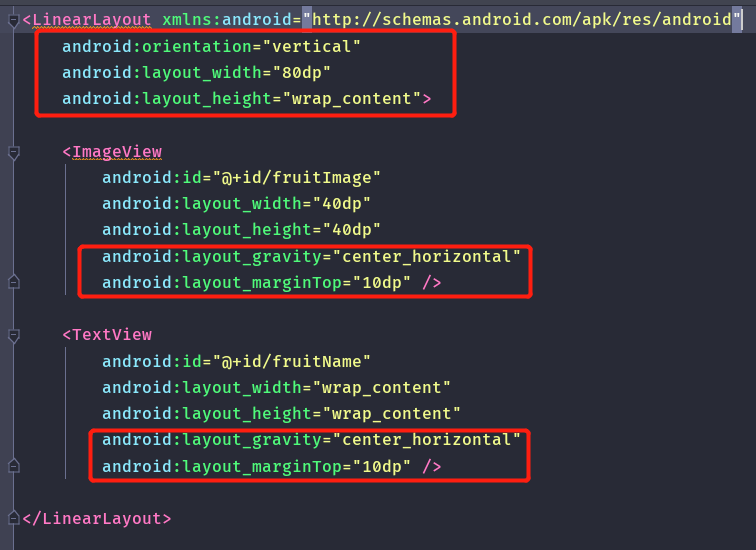 <LinearLayout xmlns:android="http://schemas.android.com/apk/res/android"
android:orientation="vertical"
android:layout_width="80dp"
android:layout_height="wrap_content">
<ImageView
android:id="@+id/fruitImage"
android:layout_width="40dp"
android:layout_height="40dp"
android:layout_gravity="center_horizontal"
android:layout_marginTop="10dp" />
<TextView
android:id="@+id/fruitName"
android:layout_width="wrap_content"
android:layout_height="wrap_content"
android:layout_gravity="center_horizontal"
android:layout_marginTop="10dp" />
</LinearLayout>